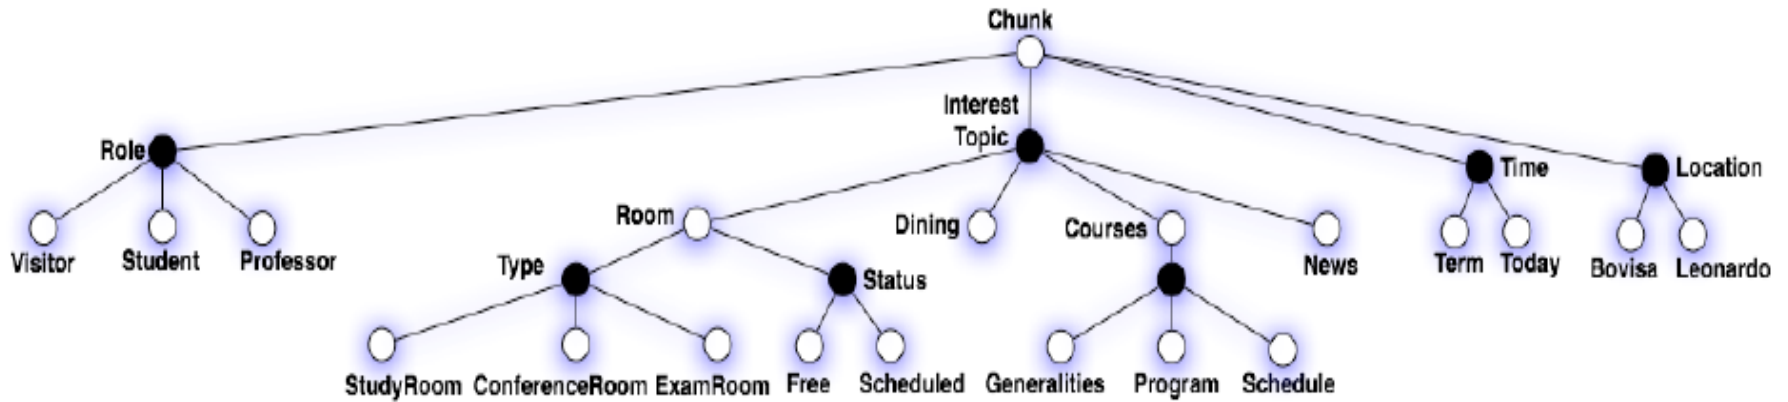 Chunk
Interest
Topic
Role
Time
Location
Room
Dining
Courses
Visitor
Student
Professor
News
Term
Today
Bovisa
Leonardo
Type
Status
StudyRoom
ConferenceRoom
ExamRoom
Free
Scheduled
Generalities
Program
Schedule